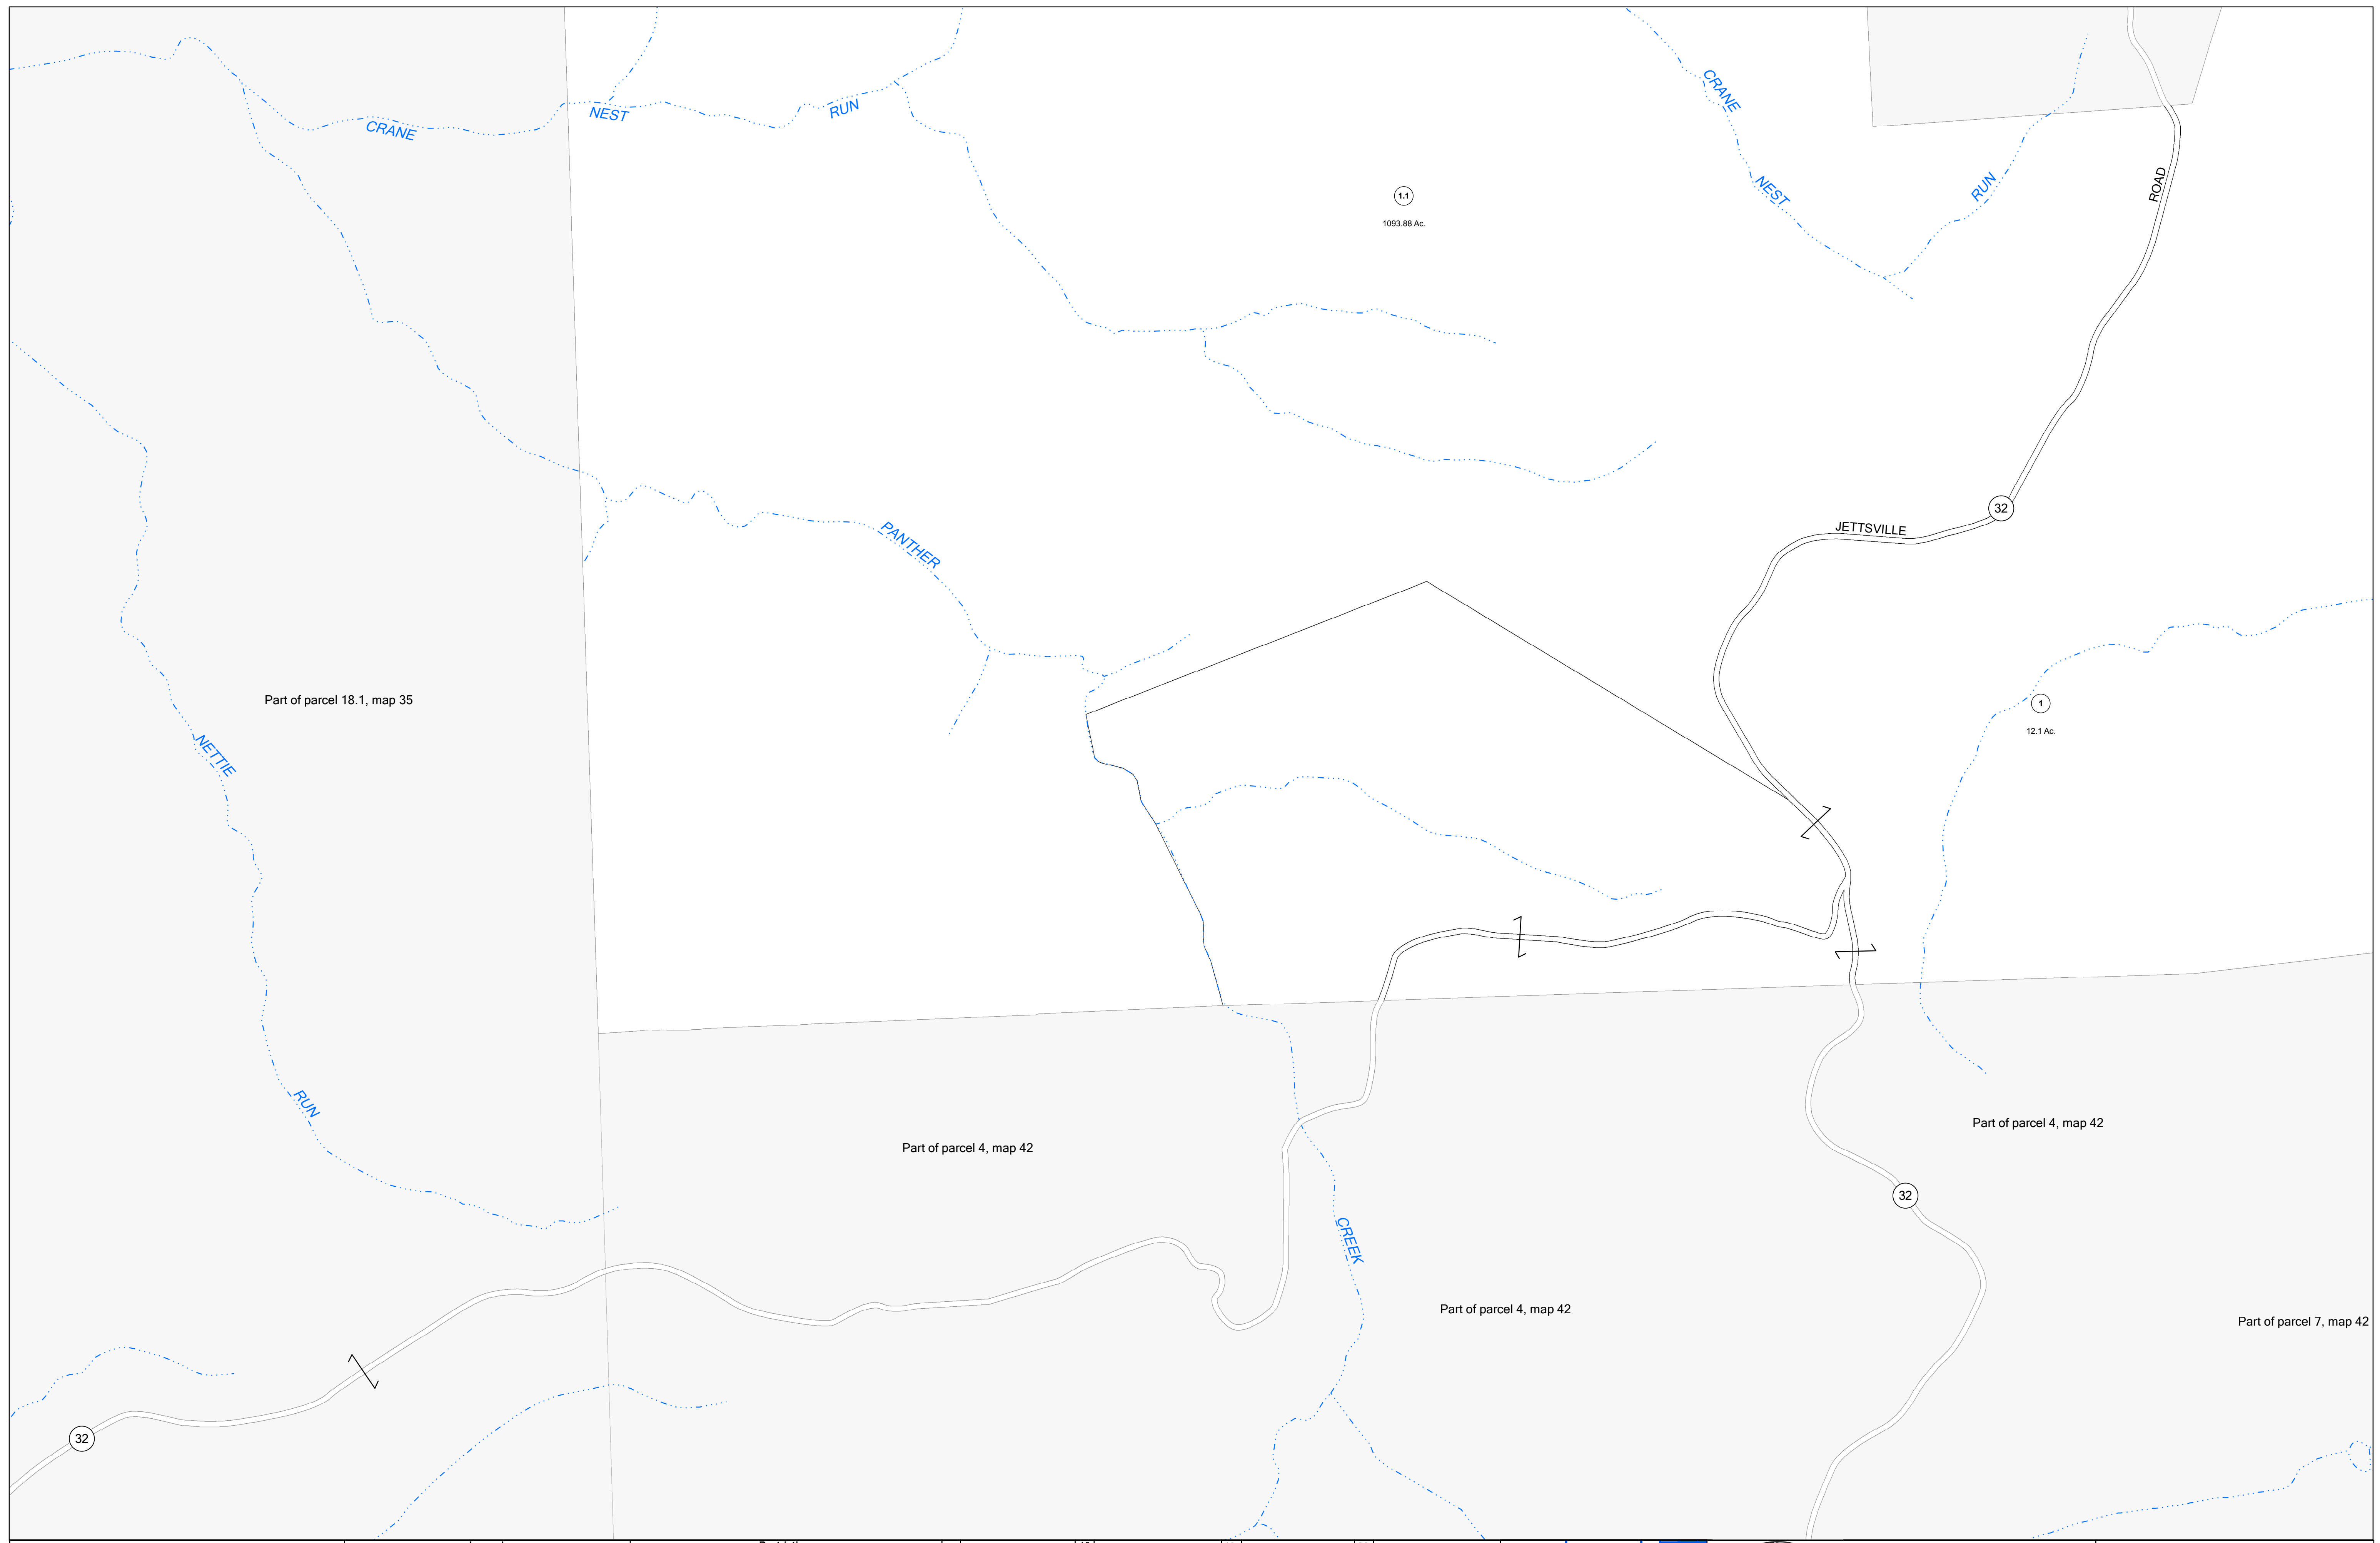 CRANE
NEST
RUN
CRANE
NEST
RUN
ROAD
1.1
1093.88 Ac.
32
JETTSVILLE
PANTHER
Part of parcel 18.1, map 35
1
12.1 Ac.
NETTIE
RUN
Part of parcel 4, map 42
Part of parcel 4, map 42
32
CREEK
Part of parcel 4, map 42
Part of parcel 7, map 42
32